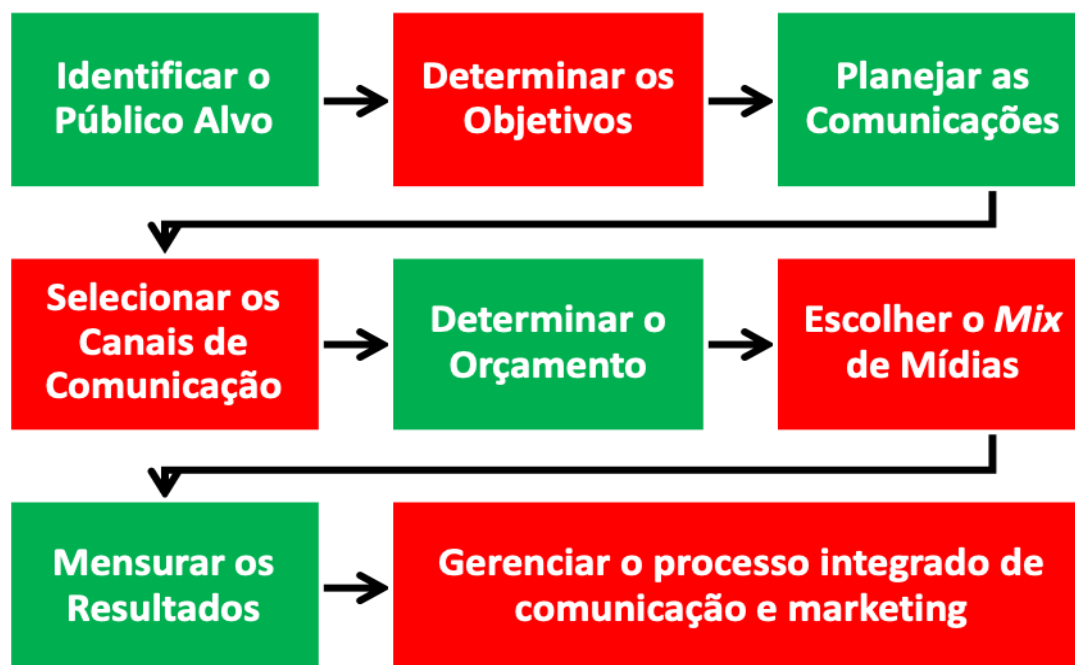 Identificar o
Público Alvo
Determinar os
Objetivos
Planejar as
Comunicações
Selecionar os
Canais de
Comunicação
Determinar o
Orçamento
Escolher o Mix
de Mídias
Mensurar os
Resultados
Gerenciar o processo integrado de
comunicação e marketing